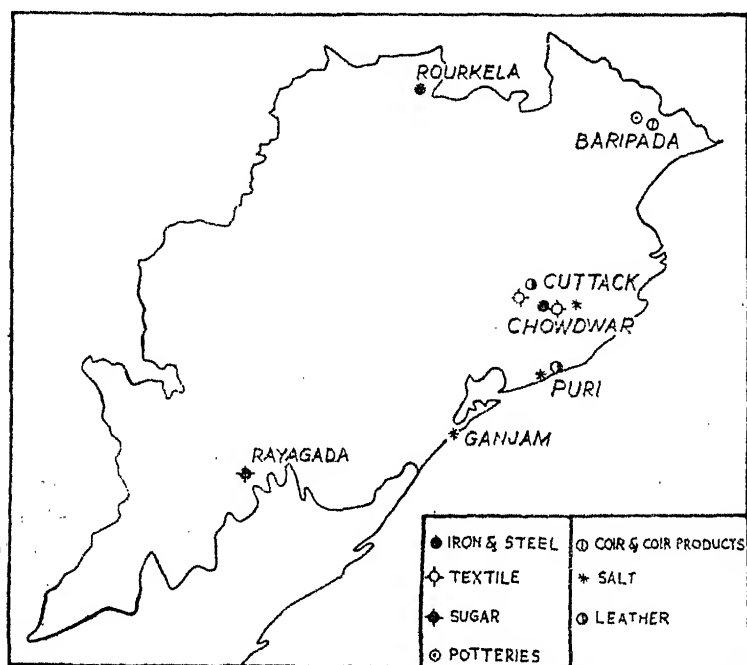 ROURKELA
BARIPADA
CUTTACK
CHOWDWAR
PURI
GANJAM
RAYAGADA
IRON & STEEL
TEXTILE
SUGAR
POTTERIES
COIR & COIR PRODUCTS
SALT
LEATHER